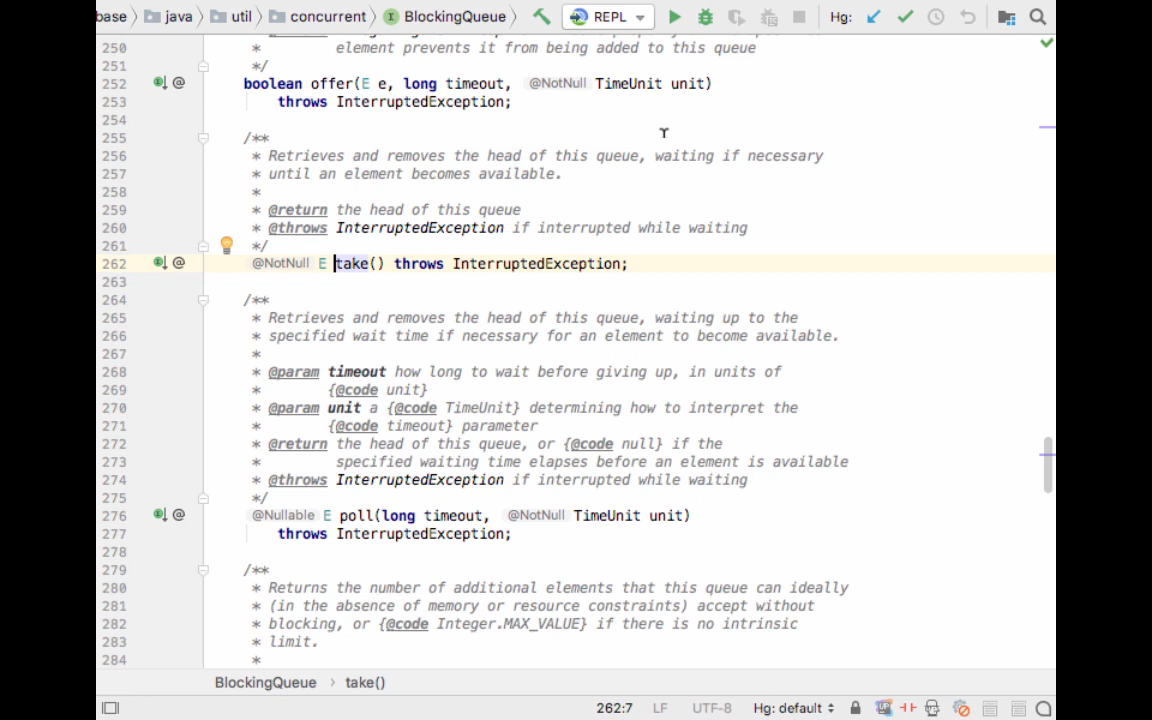 base java util concurrent BlockingQueue REPL Hg:
250 * element prevents it from being added to this queue
251 */
252 @ boolean offer(E e, long timeout, @NotNull TimeUnit unit)
253 throws InterruptedException;
254
255 /**
256 * Retrieves and removes the head of this queue, waiting if necessary
257 * until an element becomes available.
258 *
259 * @return the head of this queue
260 * @throws InterruptedException if interrupted while waiting
261 */
262 @ @NotNull E take() throws InterruptedException;
263
264 /**
265 * Retrieves and removes the head of this queue, waiting up to the
266 * specified wait time if necessary for an element to become available.
267 *
268 * @param timeout how long to wait before giving up, in units of
269 * {@code unit}
270 * @param unit a {@code TimeUnit} determining how to interpret the
271 * {@code timeout} parameter
272 * @return the head of this queue, or {@code null} if the
273 * specified waiting time elapses before an element is available
274 * @throws InterruptedException if interrupted while waiting
275 */
276 @ @Nullable E poll(long timeout, @NotNull TimeUnit unit)
277 throws InterruptedException;
278
279 /**
280 * Returns the number of additional elements that this queue can ideally
281 * (in the absence of memory or resource constraints) accept without
282 * blocking, or {@code Integer.MAX_VALUE} if there is no intrinsic
283 * limit.
284 *
BlockingQueue › take()
262:7 LF UTF-8 Hg: default